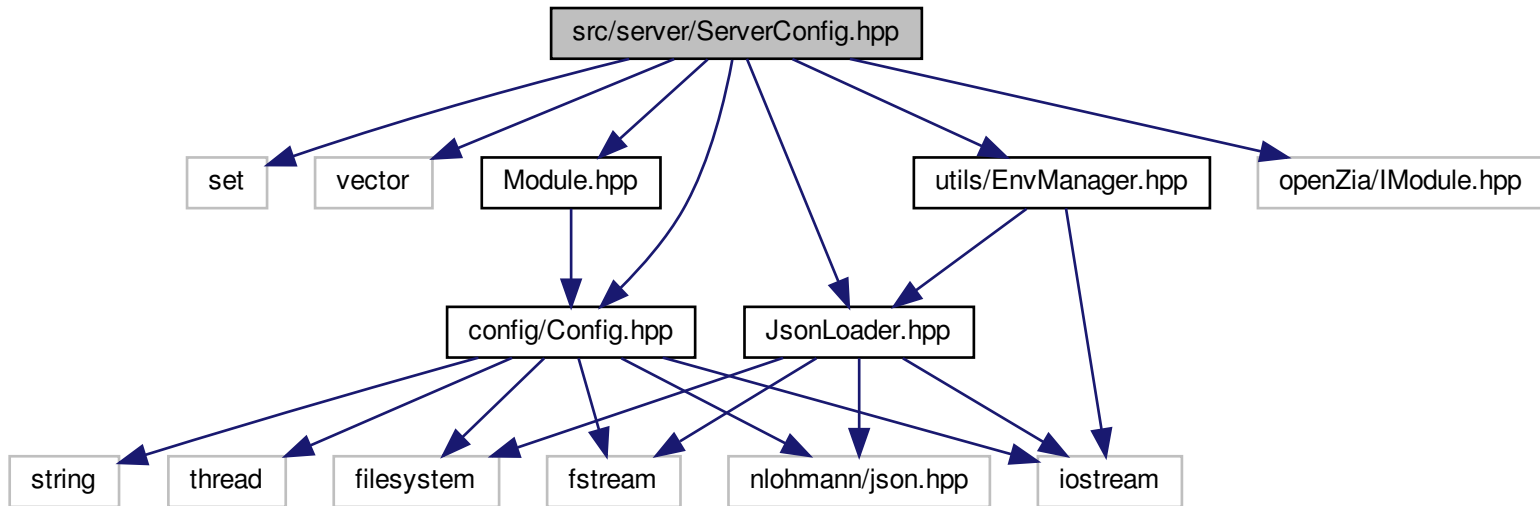 src/server/ServerConfig.hpp
set
vector
Module.hpp
utils/EnvManager.hpp
openZia/IModule.hpp
config/Config.hpp
JsonLoader.hpp
string
thread
filesystem
fstream
nlohmann/json.hpp
iostream